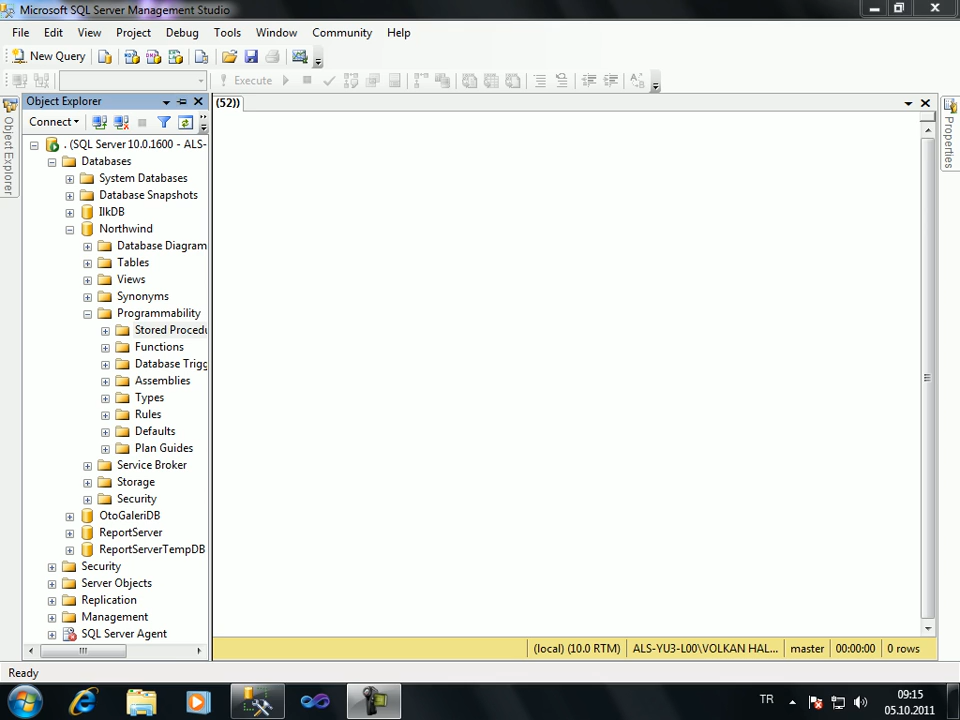 Microsoft SQL Server Management Studio
File Edit View Project Debug Tools Window Community Help
New Query
Execute
Object Explorer
(52))
Connect
Object Explorer
Properties
. (SQL Server 10.0.1600 - ALS-
Databases
System Databases
Database Snapshots
IlkDB
Northwind
Database Diagram
Tables
Views
Synonyms
Programmability
Stored Procedu
Functions
Database Trigg
Assemblies
Types
Rules
Defaults
Plan Guides
Service Broker
Storage
Security
OtoGaleriDB
ReportServer
ReportServerTempDB
Security
Server Objects
Replication
Management
SQL Server Agent
(local) (10.0 RTM) ALS-YU3-L00\VOLKAN HAL... master 00:00:00 0 rows
Ready
TR
09:15
05.10.2011